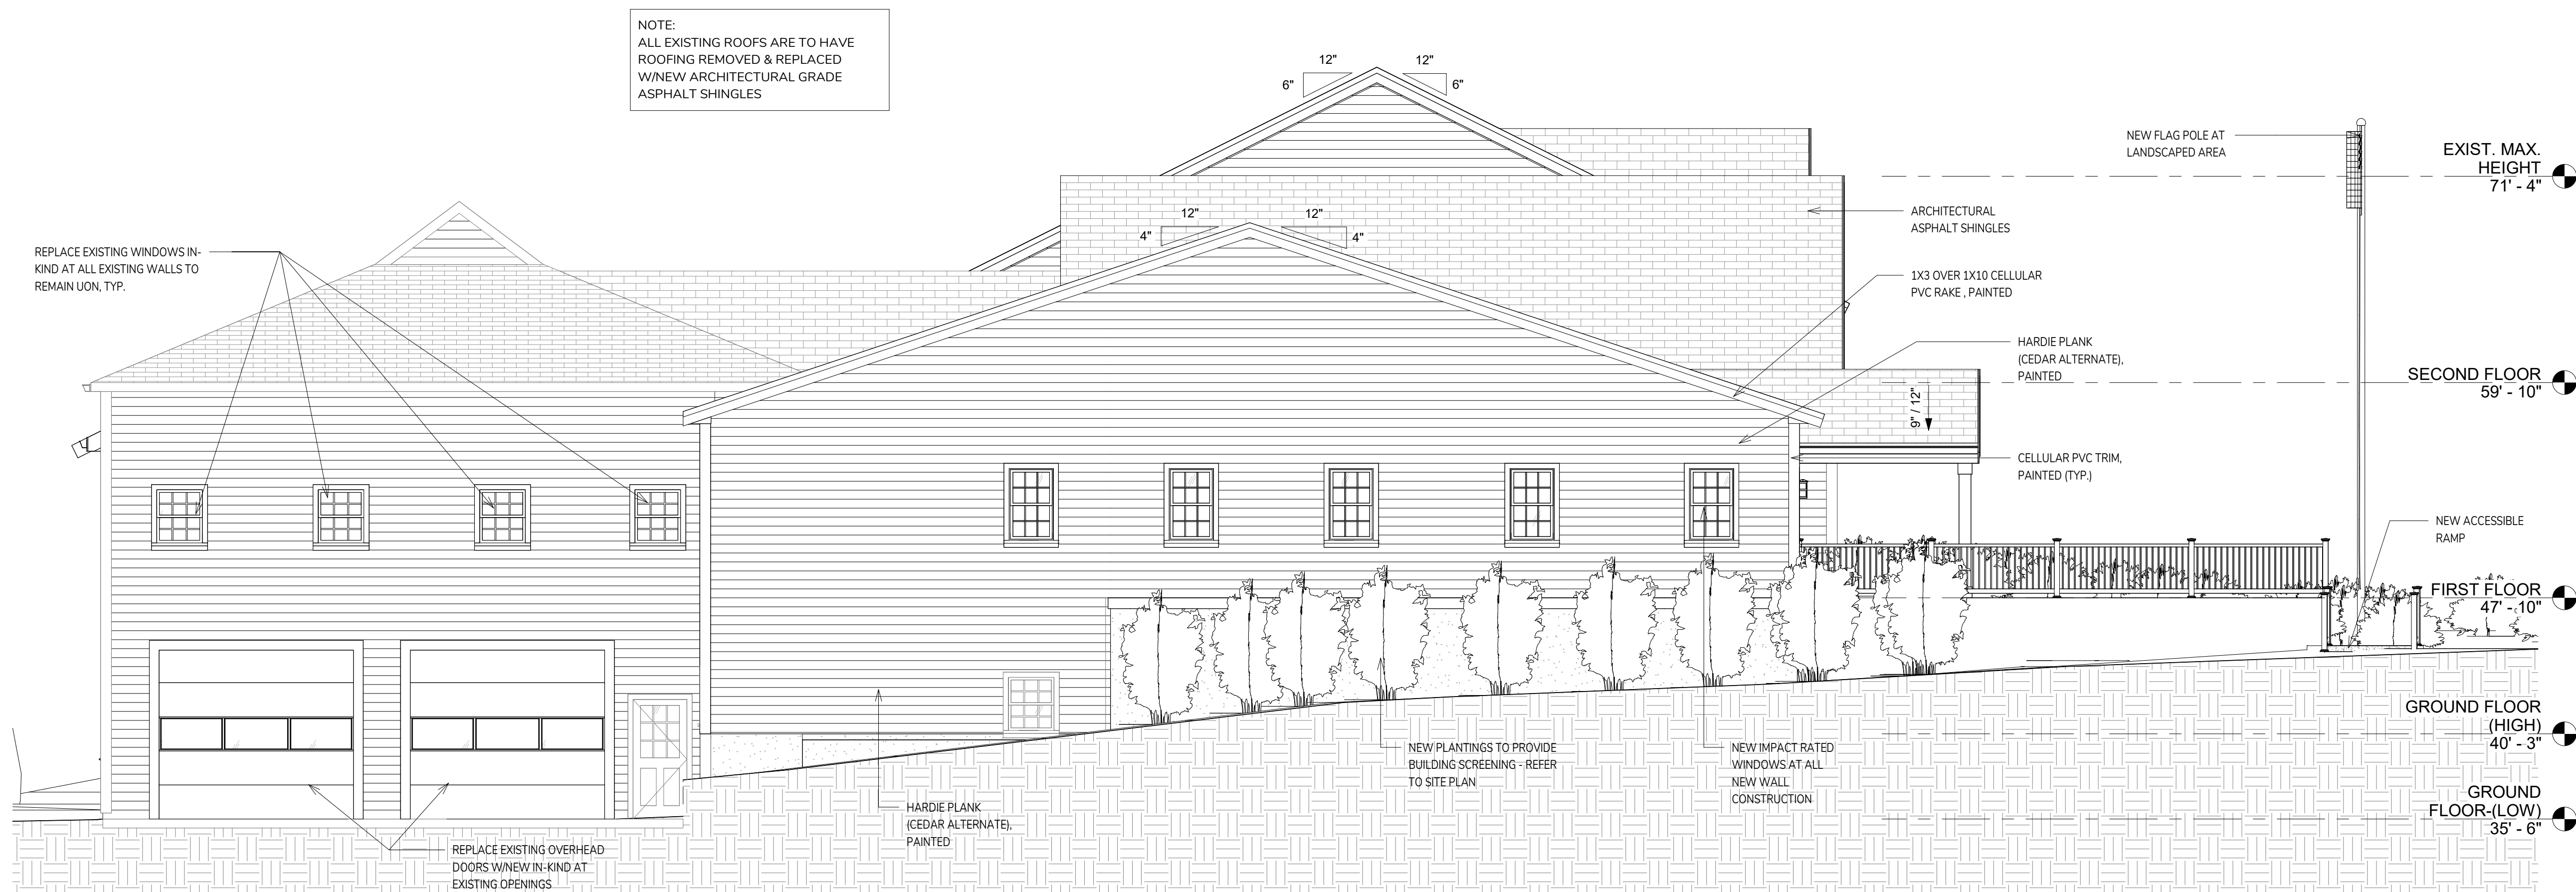 NOTE:
ALL EXISTING ROOFS ARE TO HAVE
ROOFING REMOVED & REPLACED
W/NEW ARCHITECTURAL GRADE
ASPHALT SHINGLES
12"
12"
6"
6"
NEW FLAG POLE AT
LANDSCAPED AREA
EXIST. MAX.
HEIGHT
71' - 4"
ARCHITECTURAL
ASPHALT SHINGLES
12"
12"
4"
4"
REPLACE EXISTING WINDOWS IN-
KIND AT ALL EXISTING WALLS TO
REMAIN UON, TYP.
1X3 OVER 1X10 CELLULAR
PVC RAKE , PAINTED
HARDIE PLANK
(CEDAR ALTERNATE),
PAINTED
SECOND FLOOR
59' - 10"
9" / 12"
CELLULAR PVC TRIM,
PAINTED (TYP.)
NEW ACCESSIBLE
RAMP
FIRST FLOOR
47' - 10"
GROUND FLOOR
(HIGH)
40' - 3"
NEW PLANTINGS TO PROVIDE
BUILDING SCREENING - REFER
TO SITE PLAN
NEW IMPACT RATED
WINDOWS AT ALL
NEW WALL
CONSTRUCTION
HARDIE PLANK
(CEDAR ALTERNATE),
PAINTED
GROUND
FLOOR-(LOW)
35' - 6"
REPLACE EXISTING OVERHEAD
DOORS W/NEW IN-KIND AT
EXISTING OPENINGS